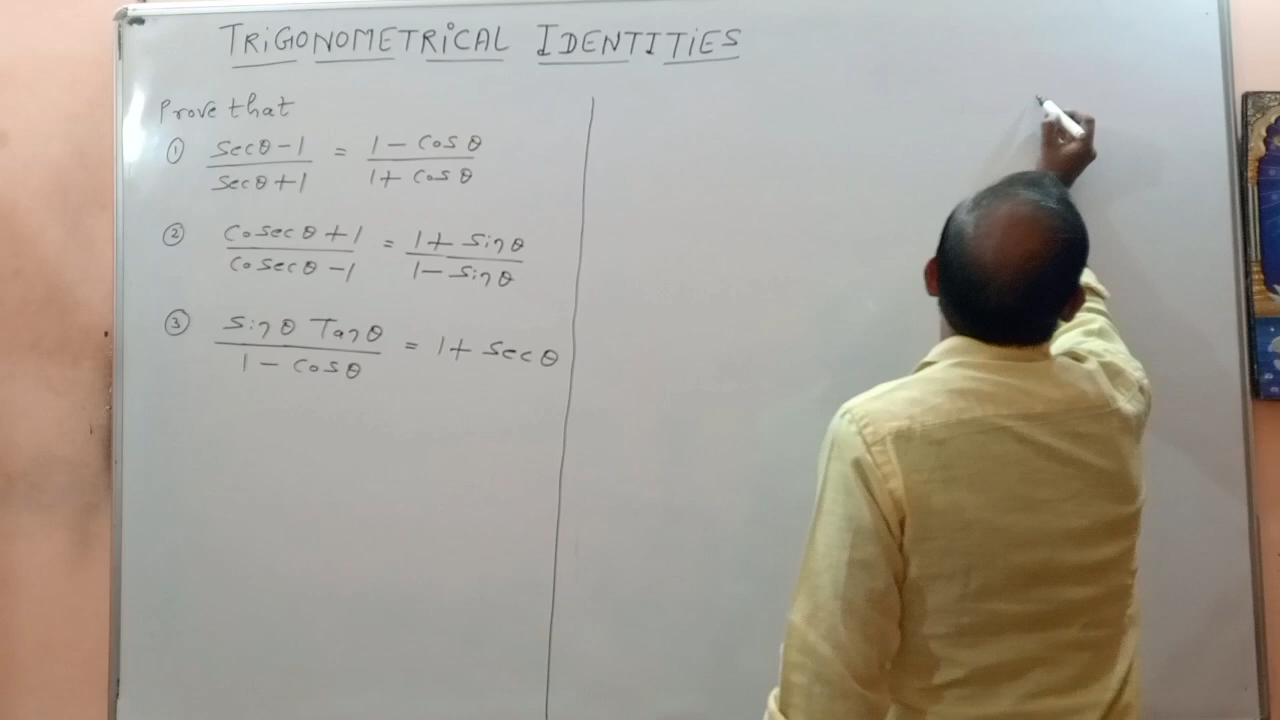 TRIGONOMETRICAL IDENTITIES
Prove that
① secθ-1 / secθ+1 = 1-cosθ / 1+cosθ
② cosecθ+1 / cosecθ-1 = 1+sinθ / 1-sinθ
③ sinθ Tanθ / 1-cosθ = 1+secθ